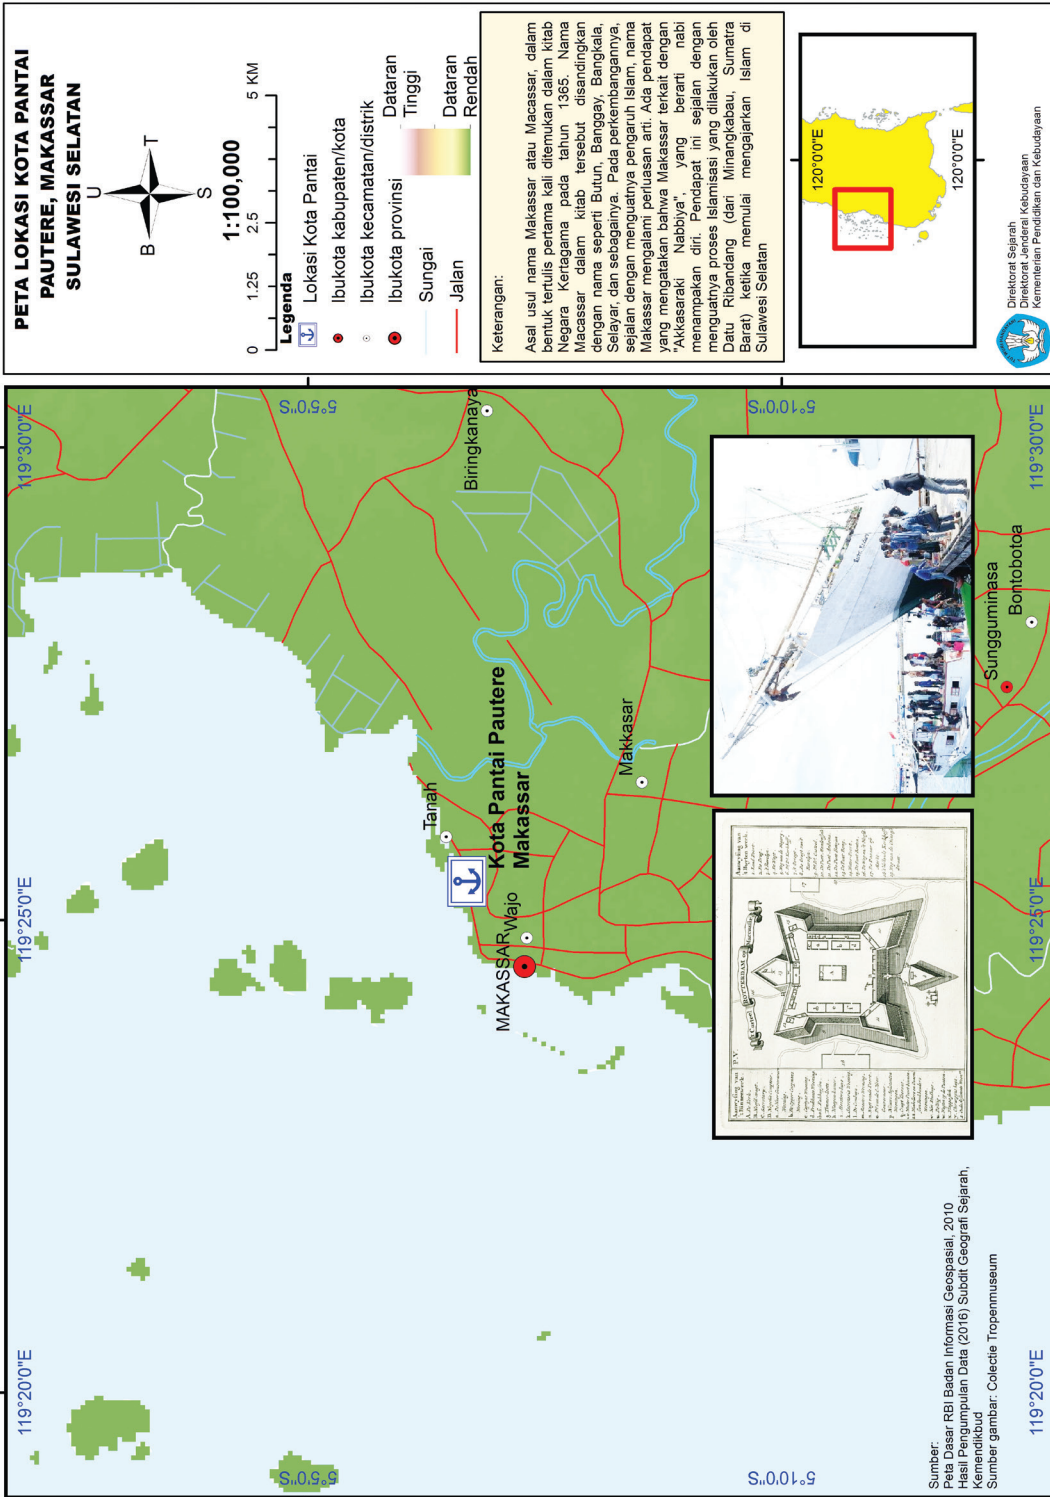 PETA LOKASI KOTA PANTAI
PAUTERE, MAKASSAR
SULAWESI SELATAN
U
B
T
S
1:100,000
0
1.25
2.5
5 KM
Legenda
Lokasi Kota Pantai
Ibukota kabupaten/kota
Ibukota kecamatan/distrik
Ibukota provinsi
Sungai
Jalan
Dataran
Tinggi
Dataran
Rendah
Keterangan:
Asal usul nama Makassar atau Macassar, dalam
bentuk tertulis pertama kali ditemukan dalam kitab
Negara Kertagama pada tahun 1365. Nama
Macassar dalam kitab tersebut disandingkan
dengan nama seperti Butun, Banggay, Bangkala,
Selayar, dan sebagainya. Pada perkembangannya,
sejalan dengan menguatnya pengaruh Islam, nama
Makassar mengalami perluasan arti. Ada pendapat
yang mengatakan bahwa Makassar terkait dengan
"Akkasaraki Nabbiya", yang berarti nabi
menampakan diri. Pendapat ini sejalan dengan
menguatnya proses Islamisasi yang dilakukan oleh
Datu Ribandang (dari Minangkabau, Sumatra
Barat) ketika memulai mengajarkan Islam di
Sulawesi Selatan
120°0'0"E
120°0'0"E
Direktorat Sejarah
Direktorat Jenderal Kebudayaan
Kementerian Pendidikan dan Kebudayaan
119°20'0"E
119°25'0"E
119°30'0"E
5°5'0"S
5°5'0"S
5°10'0"S
5°10'0"S
Biringkanaya
Tanah
Kota Pantai Pautere
Makassar
MAKASSAR
Wajo
Makkasar
Sungguminasa
Bontobotoa
P. V.
't Casteel ROTTERDAM op Macassar
119°20'0"E
119°25'0"E
119°30'0"E
Sumber:
Peta Dasar RBI Badan Informasi Geospasial, 2010
Hasil Pengumpulan Data (2016) Subdit Geografi Sejarah,
Kemendikbud
Sumber gambar: Colectie Tropenmuseum